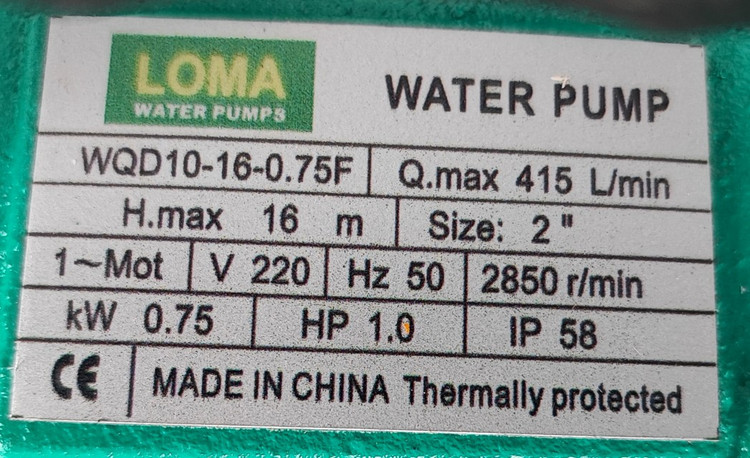 LOMA
WATER PUMPS
WATER PUMP
WQD10-16-0.75F Q.max 415 L/min
H.max 16 m Size: 2"
1~Mot V 220 Hz 50 2850 r/min
kW 0.75 HP 1.0 IP 58
CE MADE IN CHINA Thermally protected